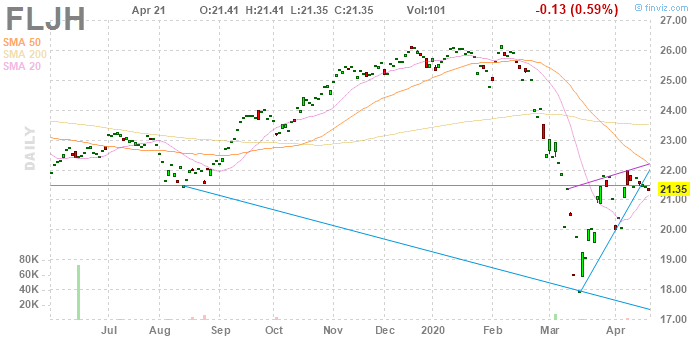 FLJH
Apr 21 O:21.41 H:21.41 L:21.35 C:21.35 Vol:101
© finviz.com
-0.13 (0.59%)
SMA 50
SMA 200
SMA 20
DAILY
27.00
26.00
25.00
24.00
23.00
22.00
21.35
21.00
20.00
19.00
18.00
17.00
80K
60K
40K
20K
Jul Aug Sep Oct Nov Dec 2020 Feb Mar Apr